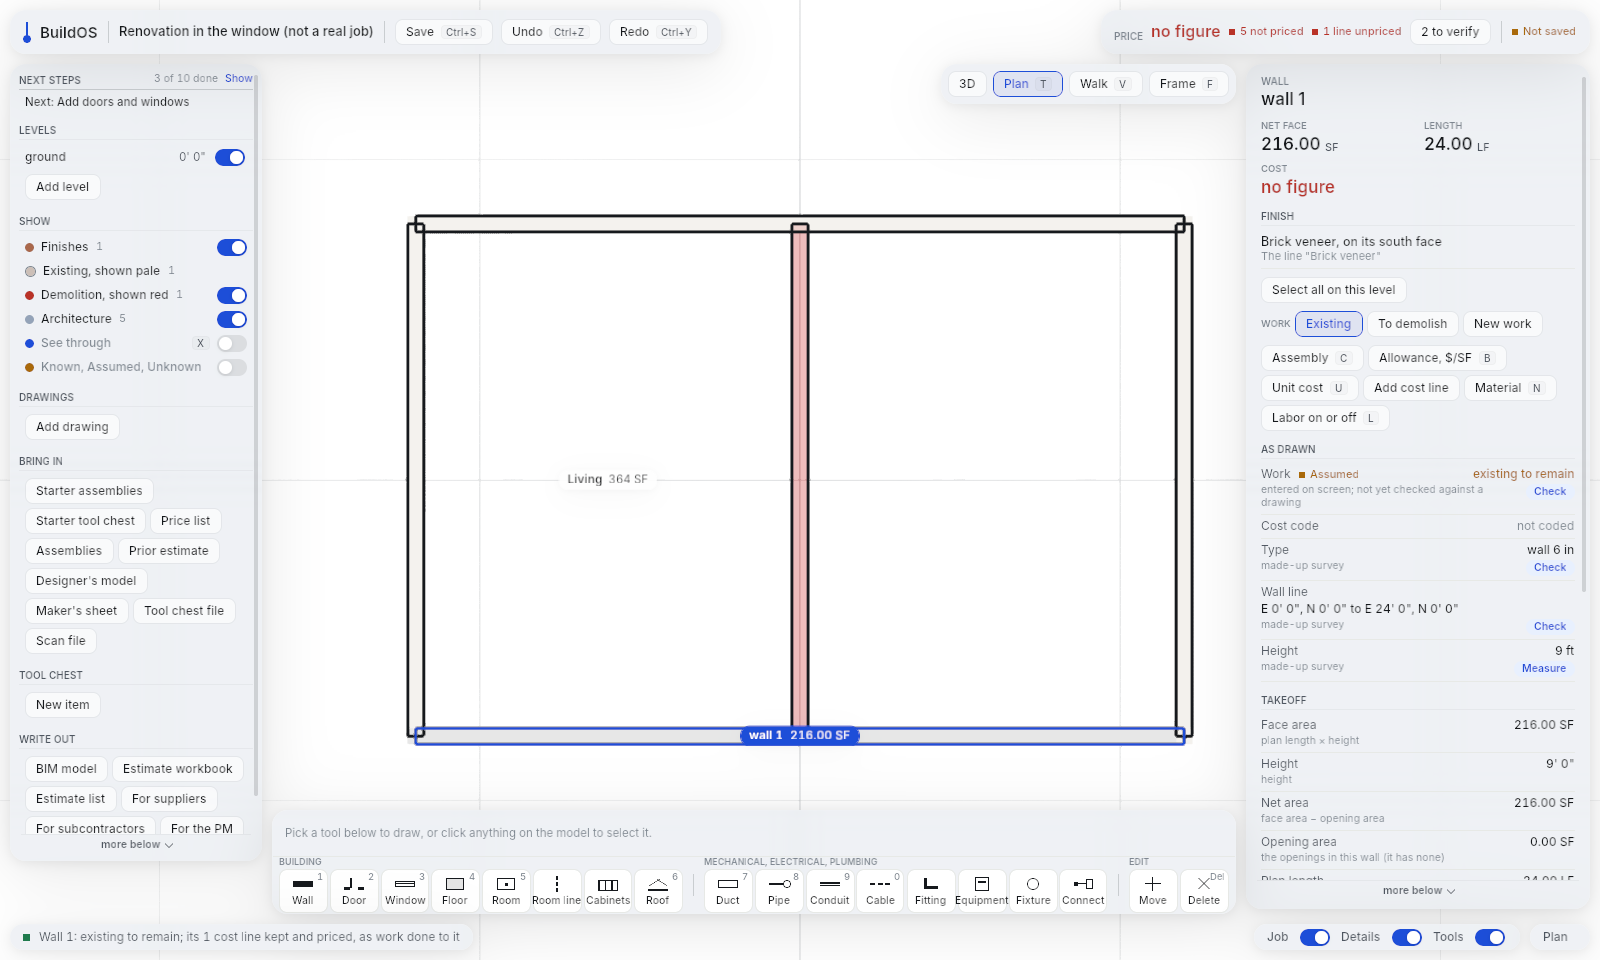 BuildOS
Renovation in the window (not a real job)
Save Ctrl+S
Undo Ctrl+Z
Redo Ctrl+Y
PRICE no figure
5 not priced
1 line unpriced
2 to verify
Not saved
NEXT STEPS 3 of 10 done Show
Next: Add doors and windows
LEVELS
ground 0' 0"
Add level
SHOW
Finishes 1
Existing, shown pale 1
Demolition, shown red 1
Architecture 5
See through X
Known, Assumed, Unknown
DRAWINGS
Add drawing
BRING IN
Starter assemblies
Starter tool chest Price list
Assemblies Prior estimate
Designer's model
Maker's sheet Tool chest file
Scan file
TOOL CHEST
New item
WRITE OUT
BIM model Estimate workbook
Estimate list For suppliers
For subcontractors For the PM
more below
3D Plan T Walk V Frame F
Living 364 SF
wall 1 216.00 SF
Pick a tool below to draw, or click anything on the model to select it.
BUILDING
1 2 3 4 5 6
Wall Door Window Floor Room Room line Cabinets Roof
MECHANICAL, ELECTRICAL, PLUMBING
7 8 9 0
Duct Pipe Conduit Cable Fitting Equipment Fixture Connect
EDIT
Del
Move Delete
Wall 1: existing to remain; its 1 cost line kept and priced, as work done to it
WALL
wall 1
NET FACE LENGTH
216.00 SF 24.00 LF
COST
no figure
FINISH
Brick veneer, on its south face
The line "Brick veneer"
Select all on this level
WORK Existing To demolish New work
Assembly C Allowance, $/SF B
Unit cost U Add cost line Material N
Labor on or off L
AS DRAWN
Work Assumed existing to remain
entered on screen; not yet checked against a
drawing
Check
Cost code not coded
Type wall 6 in
made-up survey Check
Wall line
E 0' 0", N 0' 0" to E 24' 0", N 0' 0"
made-up survey Check
Height 9 ft
made-up survey Measure
TAKEOFF
Face area 216.00 SF
plan length × height
Height 9' 0"
height
Net area 216.00 SF
face area − opening area
Opening area 0.00 SF
the openings in this wall (it has none)
Plan length 24.00 LF
more below
Job Details Tools Plan